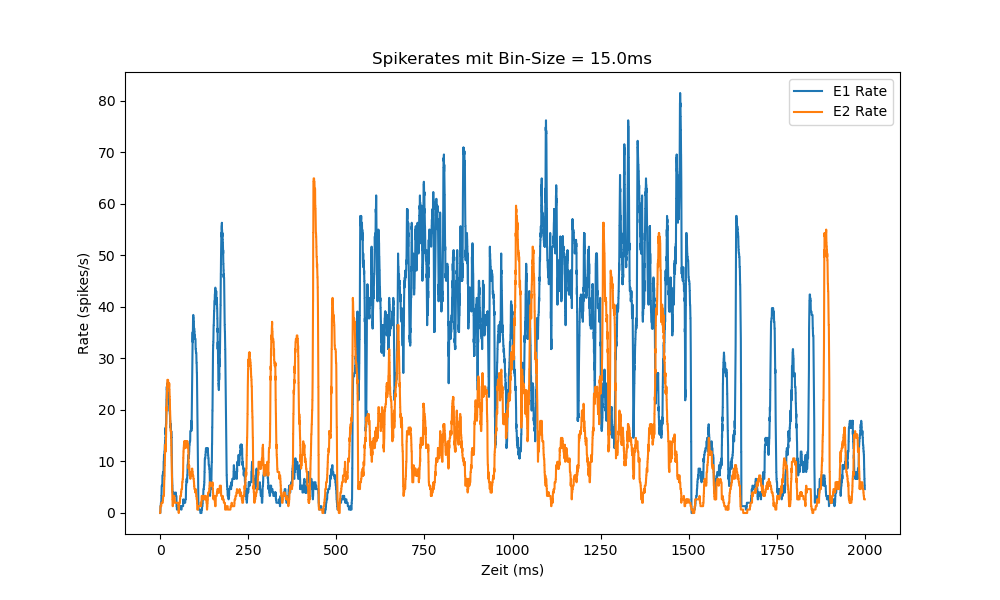 Spikerates mit Bin-Size = 15.0ms
E1 Rate
E2 Rate
Rate (spikes/s)
80
70
60
50
40
30
20
10
0
0 250 500 750 1000 1250 1500 1750 2000
Zeit (ms)